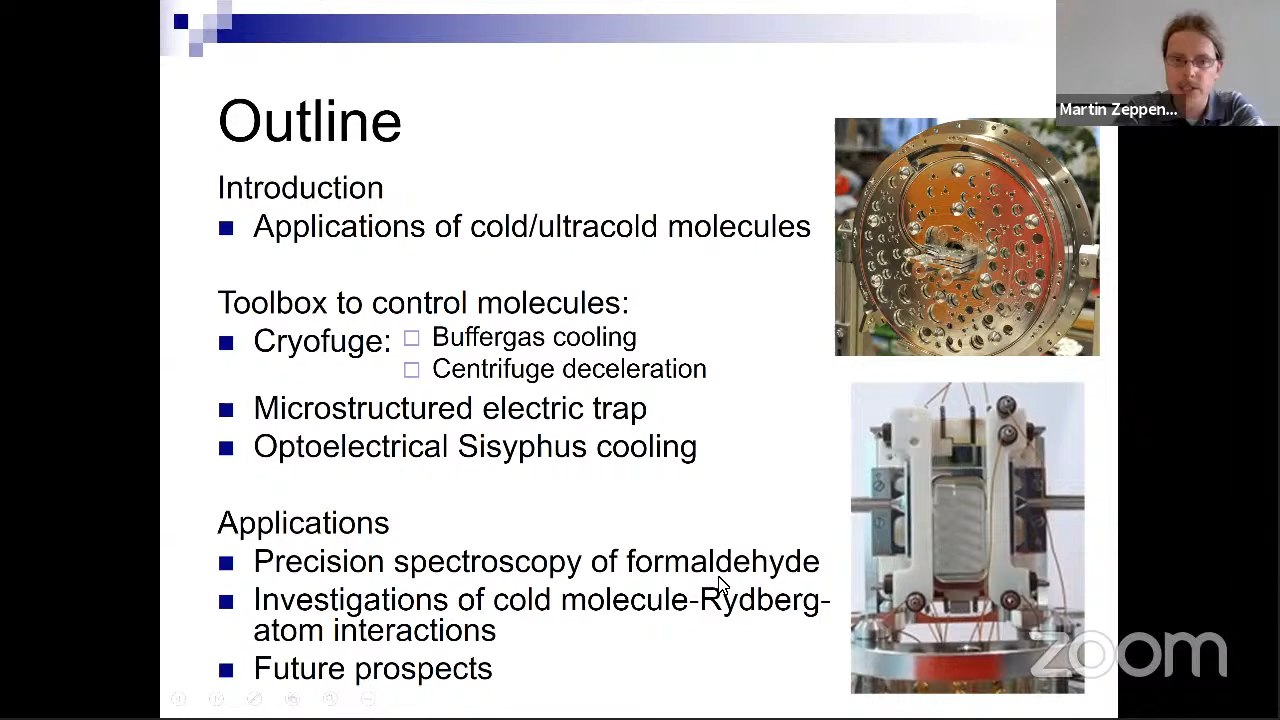 Outline
Introduction
Applications of cold/ultracold molecules
Toolbox to control molecules:
Cryofuge:
Buffergas cooling
Centrifuge deceleration
Microstructured electric trap
Optoelectrical Sisyphus cooling
Applications
Precision spectroscopy of formaldehyde
Investigations of cold molecule-Rydberg-
atom interactions
Future prospects
Martin Zeppen...
zoom